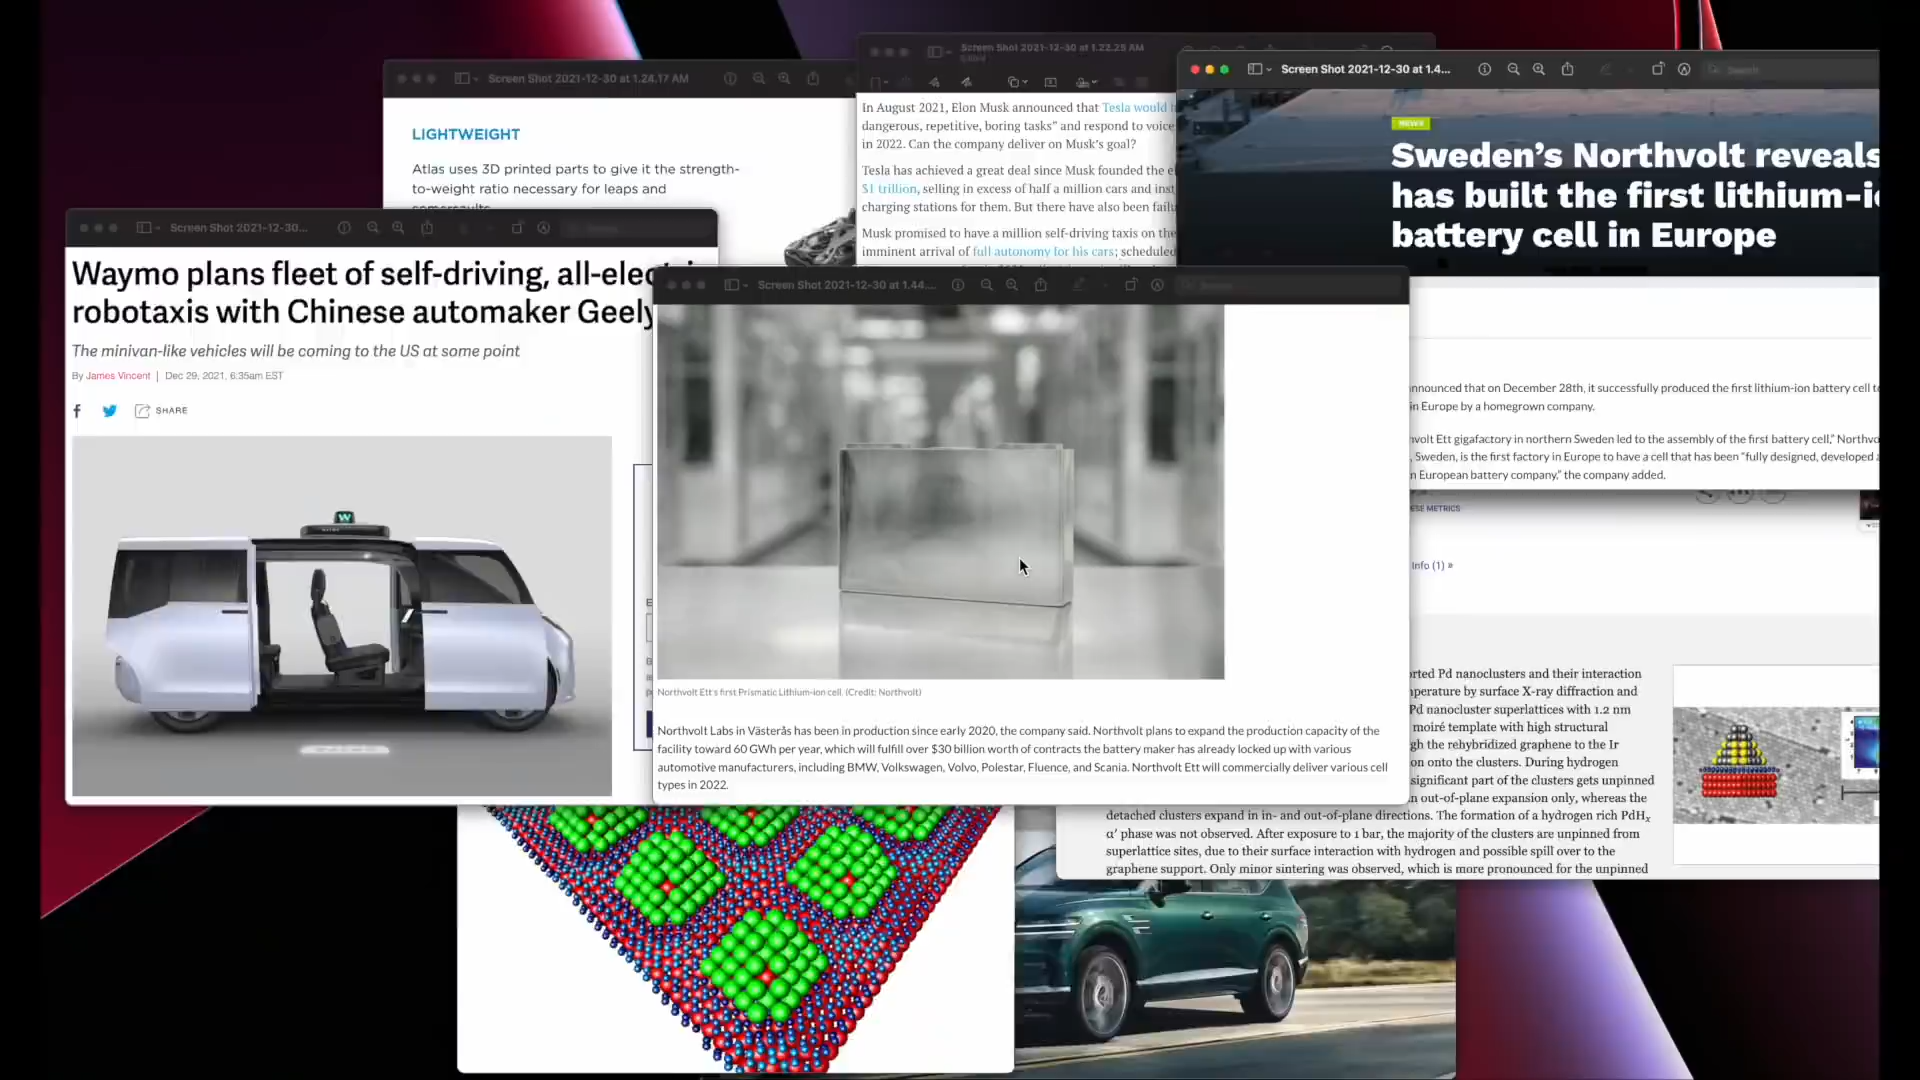 Screen Shot 2021-12-30 at 1.24.17 AM
LIGHTWEIGHT
Atlas uses 3D printed parts to give it the strength-
to-weight ratio necessary for leaps and
somersaults
Screen Shot 2021-12-30 at 1.22.25 AM
In August 2021, Elon Musk announced that Tesla would
dangerous, repetitive, boring tasks” and respond to voice
in 2022. Can the company deliver on Musk’s goal?
Tesla has achieved a great deal since Musk founded the
$1 trillion, selling in excess of half a million cars and
charging stations for them. But there have also been
Musk promised to have a million self-driving taxis on the
imminent arrival of full autonomy for his cars; scheduled
Screen Shot 2021-12-30 at 1.4...
Search
NEWS
Sweden’s Northvolt reveals
has built the first lithium-
battery cell in Europe
announced that on December 28th, it successfully produced the first lithium-ion battery cell
in Europe by a homegrown company.
Ett gigafactory in northern Sweden led to the assembly of the first battery cell,”
, Sweden, is the first factory in Europe to have a cell that has been “fully designed, developed
European battery company,” the company added.
Screen Shot 2021-12-30...
Waymo plans fleet of self-driving,
robotaxis with Chinese automaker Geely
The minivan-like vehicles will be coming to the US at some point
By James Vincent | Dec 29, 2021, 6:35am EST
SHARE
W
Screen Shot 2021-12-30 at 1.44....
Northvolt Ett's first Prismatic Lithium-ion cell. (Credit: Northvolt)
Northvolt Labs in Västerås has been in production since early 2020, the company said. Northvolt plans to expand the production capacity of the
facility toward 60 GWh per year, which will fulfill over $30 billion worth of contracts the battery maker has already locked up with various
automotive manufacturers, including BMW, Volkswagen, Volvo, Polestar, Fluence, and Scania. Northvolt Ett will commercially deliver various cell
types in 2022.
METRICS
Info (1) »
Pd nanoclusters and their interaction
by surface X-ray diffraction and
Pd nanocluster superlattices with 1.2 nm
moiré template with high structural
the rehybridized graphene to the Ir
onto the clusters. During hydrogen
significant part of the clusters gets unpinned
out-of-plane expansion only, whereas the
detached clusters expand in in- and out-of-plane directions. The formation of a hydrogen rich PdHx
α′ phase was not observed. After exposure to 1 bar, the majority of the clusters are unpinned from
superlattice sites, due to their surface interaction with hydrogen and possible spill over to the
graphene support. Only minor sintering was observed, which is more pronounced for the unpinned